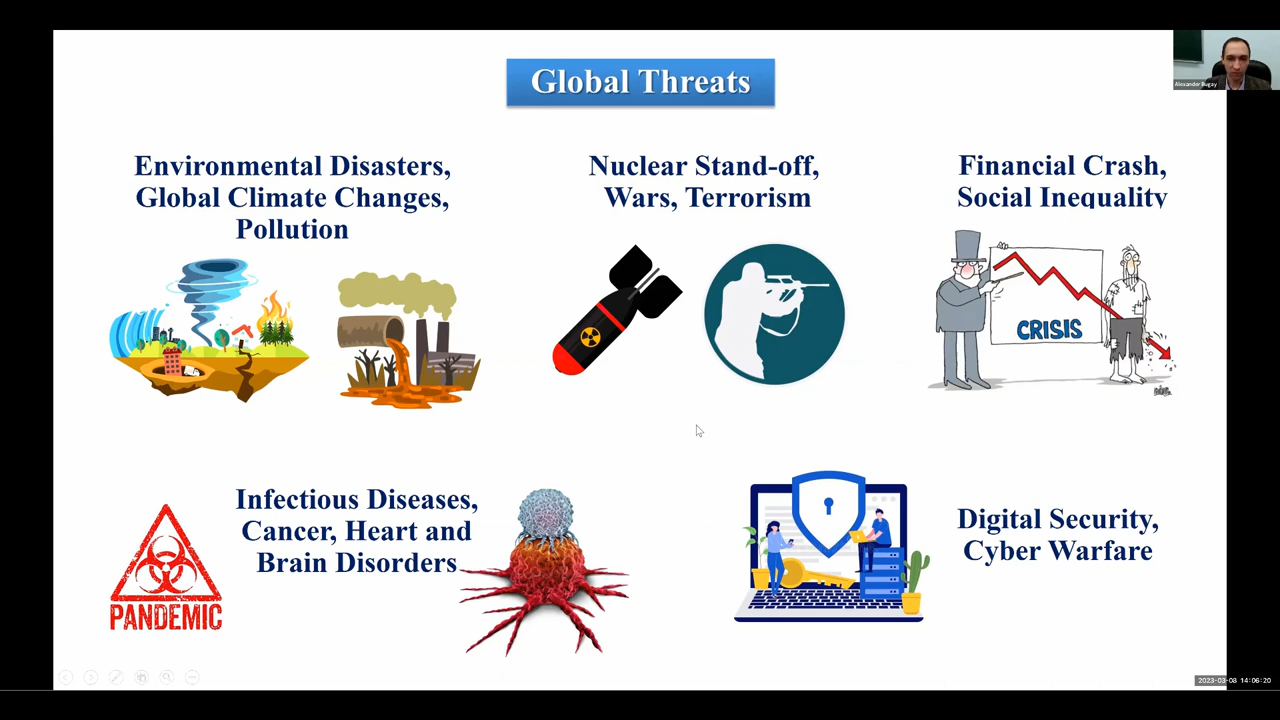 Global Threats
Alexander Bugay
Environmental Disasters,
Global Climate Changes,
Pollution
Nuclear Stand-off,
Wars, Terrorism
Financial Crash,
Social Inequality
CRISIS
Infectious Diseases,
Cancer, Heart and
Brain Disorders
PANDEMIC
Digital Security,
Cyber Warfare
2023-03-08 14:06:20